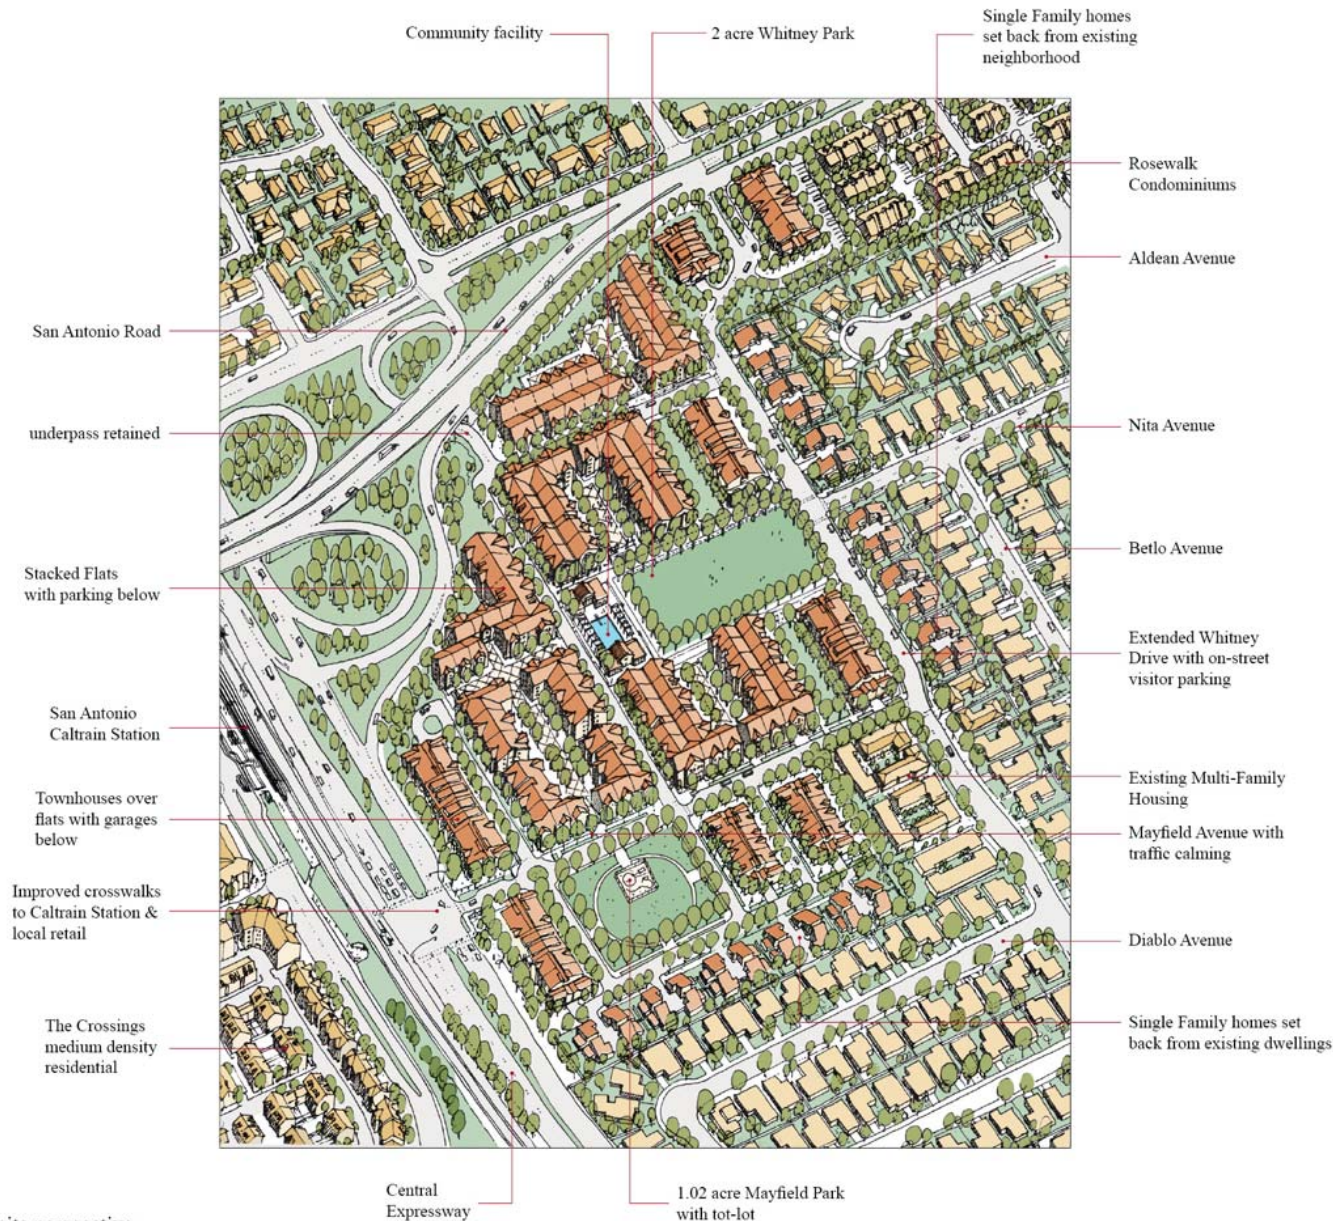 Community facility
2 acre Whitney Park
Single Family homes
set back from existing
neighborhood
Rosewalk
Condominiums
Aldean Avenue
San Antonio Road
underpass retained
Nita Avenue
Betlo Avenue
Stacked Flats
with parking below
Extended Whitney
Drive with on-street
visitor parking
San Antonio
Caltrain Station
Existing Multi-Family
Housing
Townhouses over
flats with garages
below
Mayfield Avenue with
traffic calming
Improved crosswalks
to Caltrain Station &
local retail
Diablo Avenue
The Crossings
medium density
residential
Single Family homes set
back from existing dwellings
Central
Expressway
1.02 acre Mayfield Park
with tot-lot